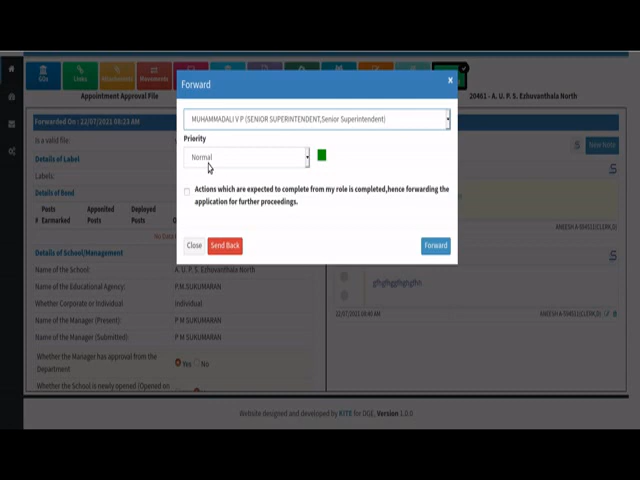 GOs
Links
Attachments
Movements
Appointment Approval File
20461 - A. U. P. S. Ezhuvanthala North
Forward
x
MUHAMMADALI V P (SENIOR SUPERINTENDENT,Senior Superintendent)
Priority
Normal
Actions which are expected to complete from my role is completed,hence forwarding the
application for further proceedings.
Close
Send Back
Forward
Forwarded On : 22/07/2021 08:23 AM
Is a valid file:
Details of Label
Labels:
Details of Bend
Posts
Appointed
Deployed
# Earmarked
Posts
Posts
No Data
Details of School/Management
Name of the School:
A. U. P. S. Ezhuvanthala North
Name of the Educational Agency:
P.M.SUKUMARAN
Whether Corporate or Individual
individual
Name of the Manager (Present):
P M SUKUMARAN
Name of the Manager (Submitted):
P M SUKUMARAN
Whether the Manager has approval from the
Department
Yes
No
Whether the School is newly opened (Opened on
S
New Note
gfhgfhggfhghgfhh
22/07/2021 08:40 AM
Website designed and developed by KITE for DGE, Version 1.0.0